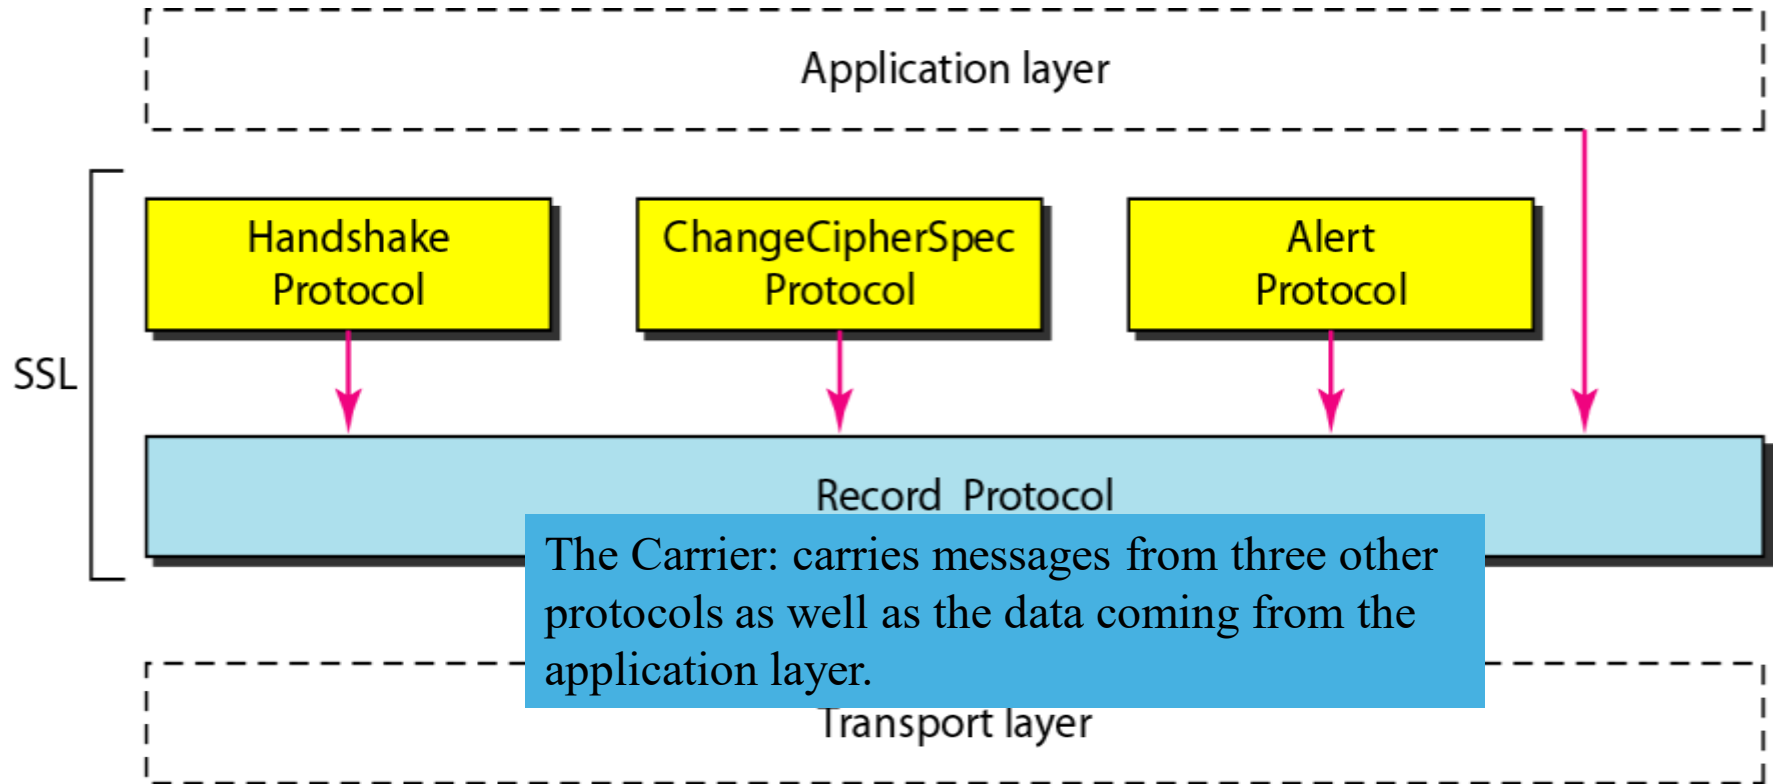 Application layer
Handshake
Protocol
ChangeCipherSpec
Protocol
Alert
Protocol
SSL
Record Protocol
The Carrier: carries messages from three other
protocols as well as the data coming from the
application layer.
Transport layer